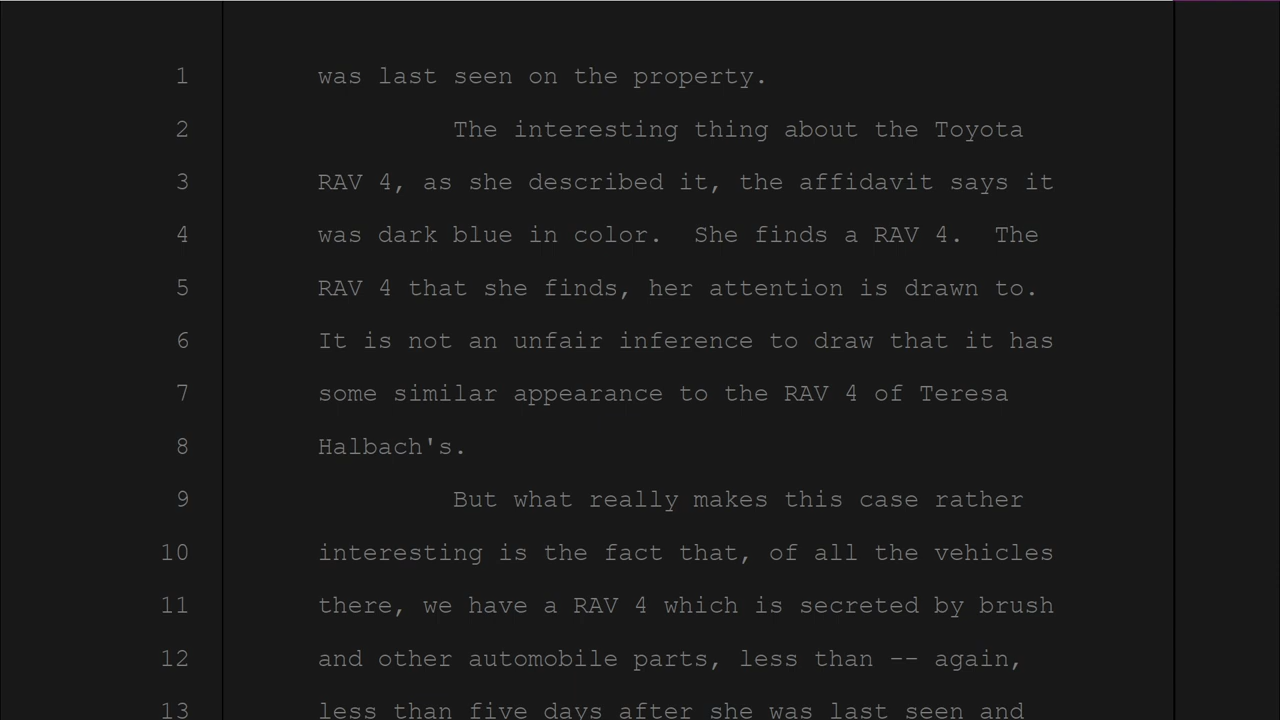 1 was last seen on the property.
2 The interesting thing about the Toyota
3 RAV 4, as she described it, the affidavit says it
4 was dark blue in color.  She finds a RAV 4.  The
5 RAV 4 that she finds, her attention is drawn to.
6 It is not an unfair inference to draw that it has
7 some similar appearance to the RAV 4 of Teresa
8 Halbach's.
9 But what really makes this case rather
10 interesting is the fact that, of all the vehicles
11 there, we have a RAV 4 which is secreted by brush
12 and other automobile parts, less than -- again,
13 less than five days after she was last seen and